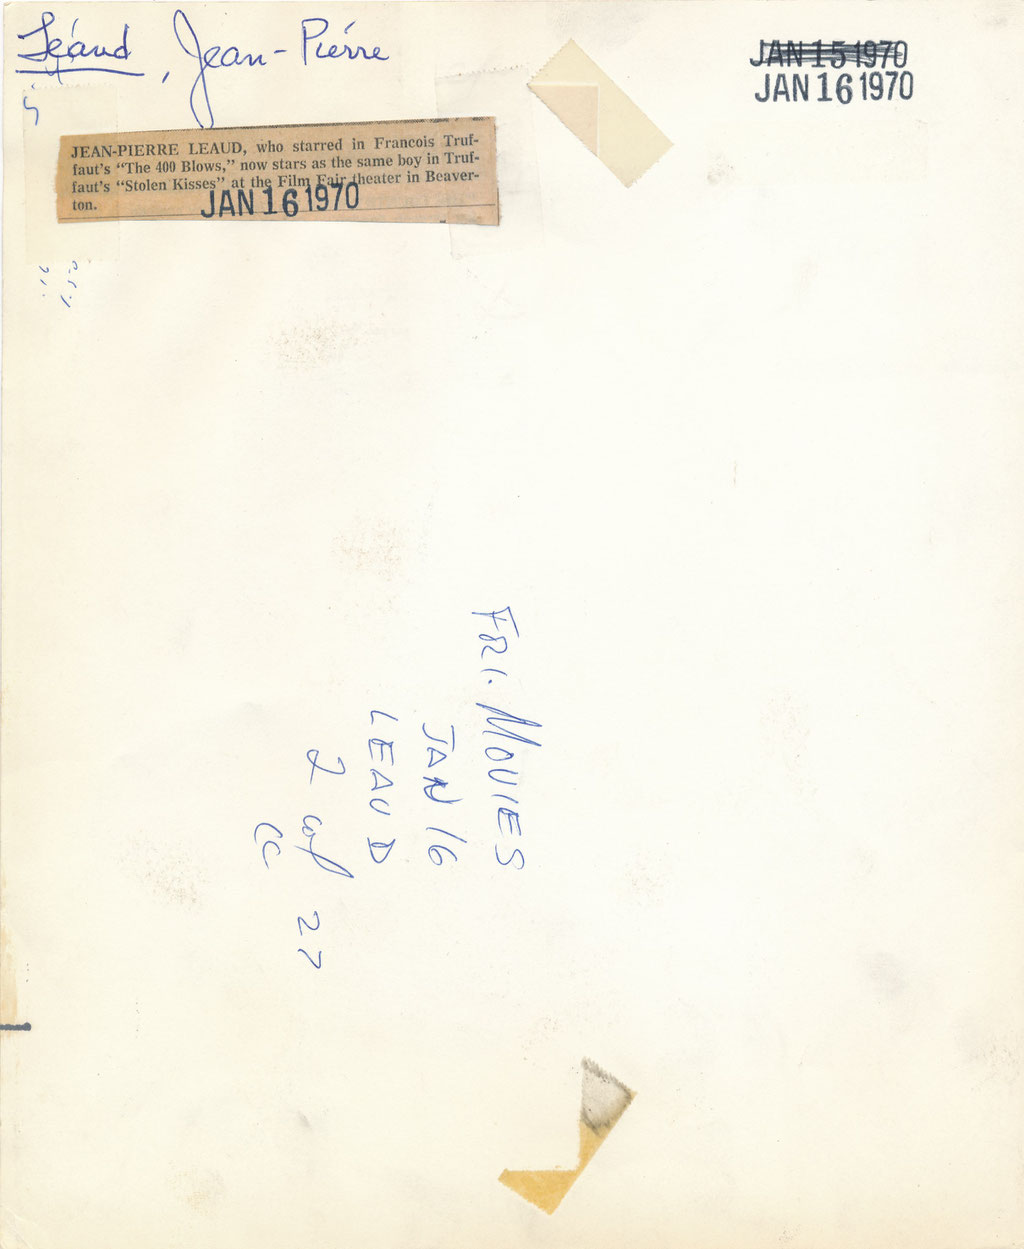 Léaud, Jean-Piérre
JAN 15 1970
JAN 16 1970
JEAN-PIERRE LEAUD, who starred in Francois Truf-
faut's "The 400 Blows," now stars as the same boy in Truf-
faut's "Stolen Kisses" at the Film Fair theater in Beaver-
ton.
JAN 16 1970
FRI. MOVIES
JAN 16
LEAUD
2 col 27
CC